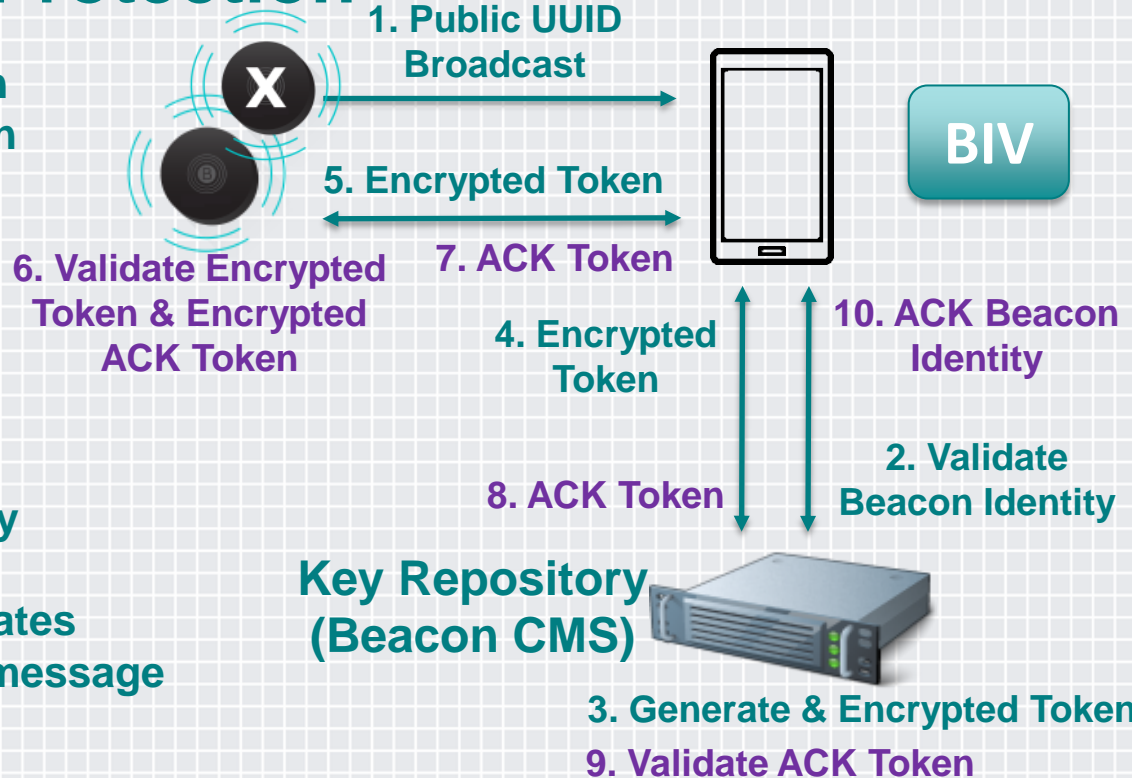 1. Public UUID
Broadcast
X
B
BIV
5. Encrypted Token
7. ACK Token
6. Validate Encrypted
Token & Encrypted
ACK Token
4. Encrypted
Token
10. ACK Beacon
Identity
2. Validate
Beacon Identity
8. ACK Token
Key Repository
(Beacon CMS)
message
3. Generate & Encrypted Token
9. Validate ACK Token